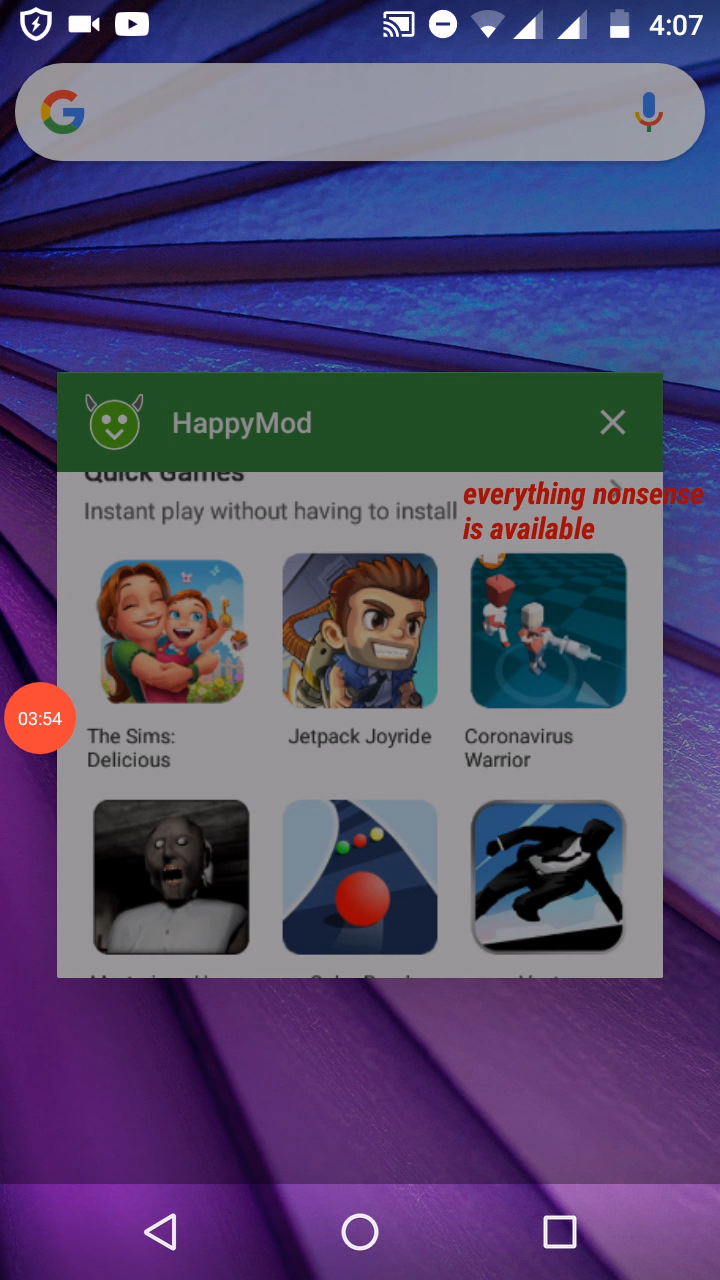 4:07
HappyMod
Quick Games
Instant play without having to install
everything nonsense
is available
The Sims:
Delicious
Jetpack Joyride
Coronavirus
Warrior
03:54